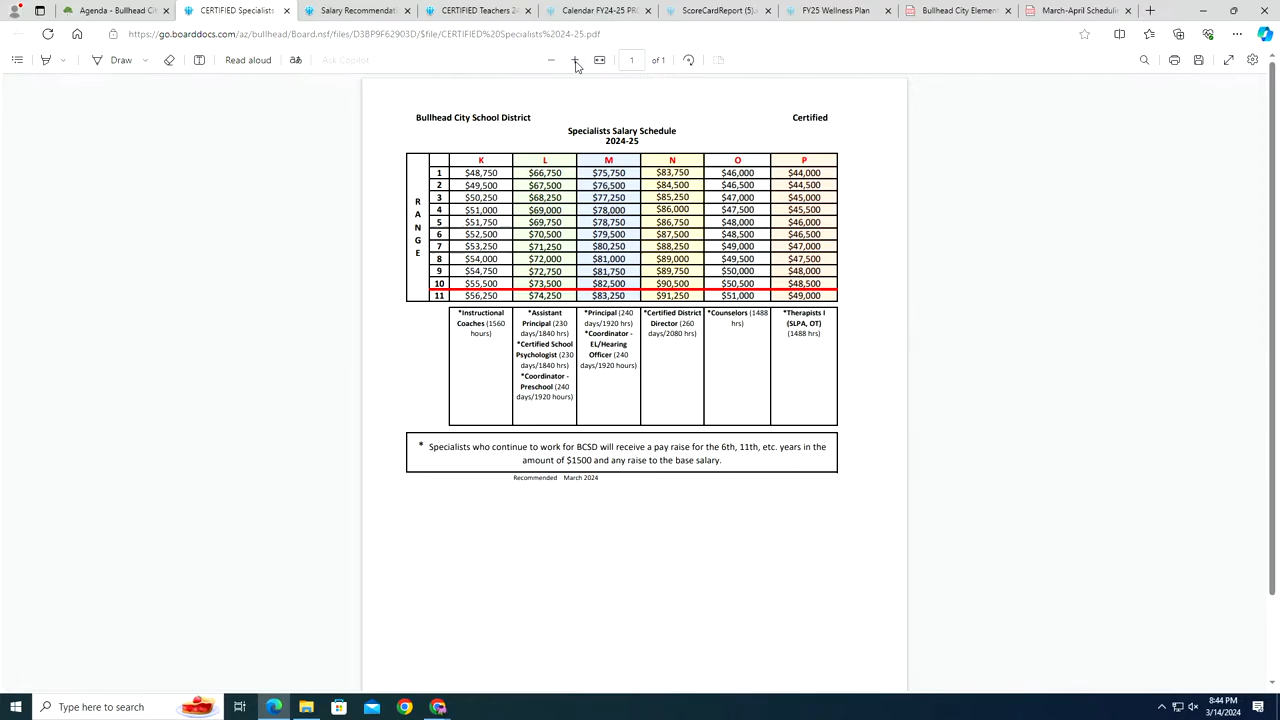 Agenda - Bullhead City
CERTIFIED Specialists
Salary Recommendati
CERTIFIED Teachers 24-
Calendar FY24-25 PR
ScoreCardReport (5).
FY25 Wellness Plan
Bullhead City Element
March-April Schedulin
https://go.boarddocs.com/az/bullhead/Board.nsf/files/D3BP9F62903D/$file/CERTIFIED%20Specialists%2024-25.pdf
Draw
Read aloud
Ask Copilot
1 of 1
Bullhead City School District
Certified
Specialists Salary Schedule
2024-25
RANGE
K L M N O P
1 $48,750 $66,750 $75,750 $83,750 $46,000 $44,000
2 $49,500 $67,500 $76,500 $84,500 $46,500 $44,500
3 $50,250 $68,250 $77,250 $85,250 $47,000 $45,000
4 $51,000 $69,000 $78,000 $86,000 $47,500 $45,500
5 $51,750 $69,750 $78,750 $86,750 $48,000 $46,000
6 $52,500 $70,500 $79,500 $87,500 $48,500 $46,500
7 $53,250 $71,250 $80,250 $88,250 $49,000 $47,000
8 $54,000 $72,000 $81,000 $89,000 $49,500 $47,500
9 $54,750 $72,750 $81,750 $89,750 $50,000 $48,000
10 $55,500 $73,500 $82,500 $90,500 $50,500 $48,500
11 $56,250 $74,250 $83,250 $91,250 $51,000 $49,000
*Instructional
Coaches (1560
hours)
*Assistant
Principal (230
days/1840 hrs)
*Certified School
Psychologist (230
days/1840 hrs)
*Coordinator -
Preschool (240
days/1920 hours)
*Principal (240
days/1920 hrs)
*Coordinator -
EL/Hearing
Officer (240
days/1920 hours)
*Certified District
Director (260
days/2080 hrs)
*Counselors (1488
hrs)
*Therapists I
(SLPA, OT)
(1488 hrs)
* Specialists who continue to work for BCSD will receive a pay raise for the 6th, 11th, etc. years in the
amount of $1500 and any raise to the base salary.
Recommended March 2024
Type here to search
8:44 PM
3/14/2024